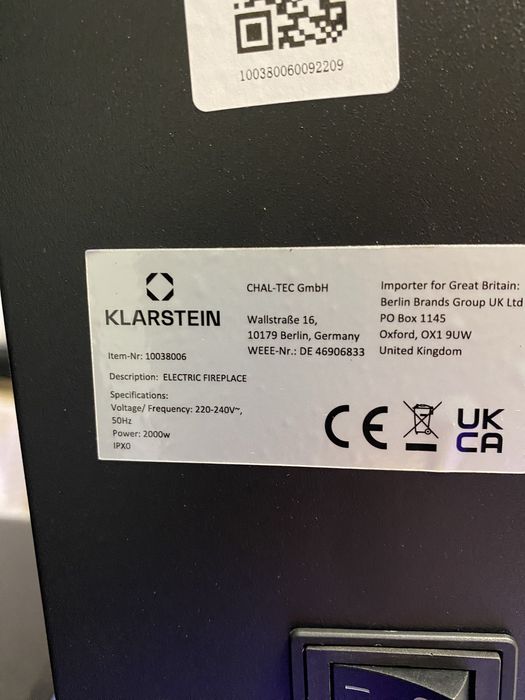 100380060092209
KLARSTEIN
Item-Nr: 10038006
Description: ELECTRIC FIREPLACE
Specifications:
Voltage/ Frequency: 220-240V~,
50Hz
Power: 2000w
IPX0
CHAL-TEC GmbH
Wallstraße 16,
10179 Berlin, Germany
WEEE-Nr.: DE 46906833
Importer for Great Britain:
Berlin Brands Group UK Ltd
PO Box 1145
Oxford, OX1 9UW
United Kingdom
CE
UK
CA